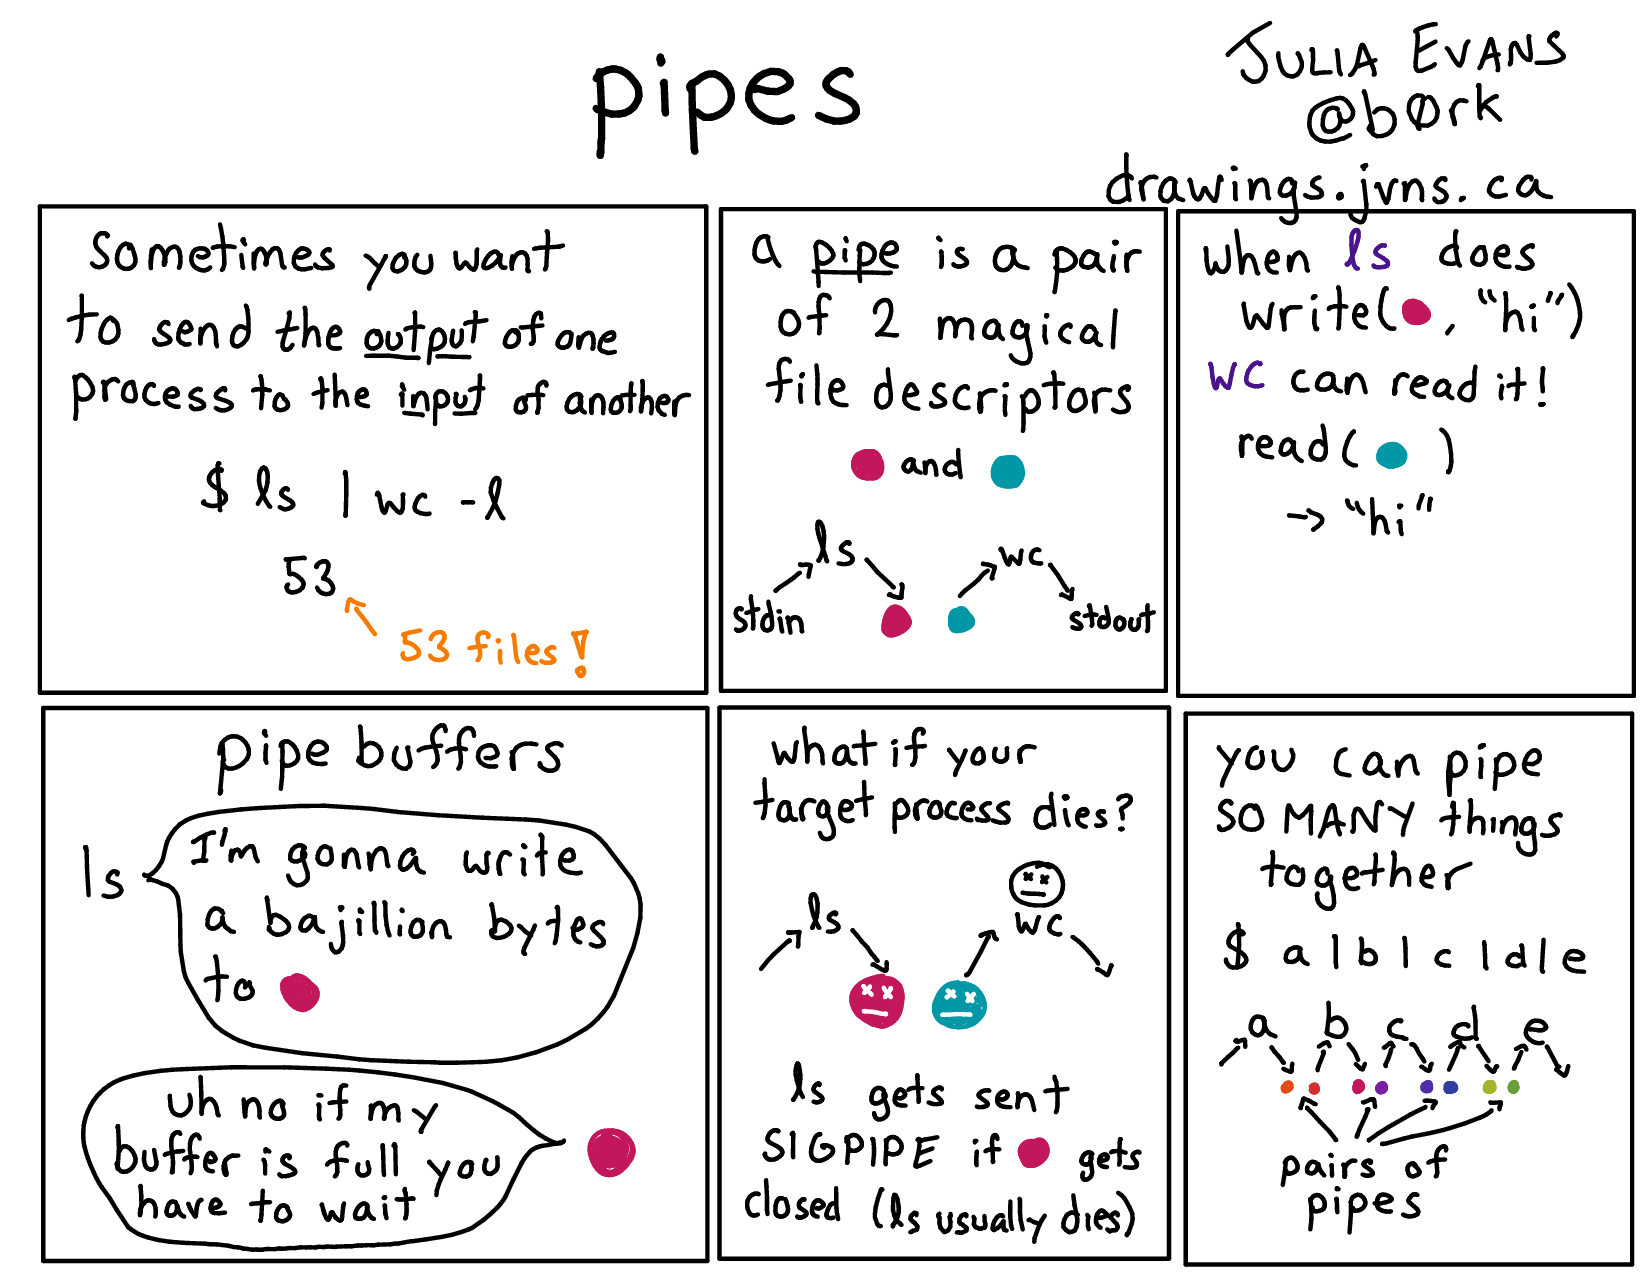 pipes
JULIA EVANS
@børk
drawings.jvns.ca
sometimes you want
to send the output of one
process to the input of another
$ ls | wc -l
53
53 files!
a pipe is a pair
of 2 magical
file descriptors
and
ls
wc
stdin
stdout
when ls does
write( , "hi")
wc can read it!
read( )
→ "hi"
pipe buffers
ls
I'm gonna write
a bajillion bytes
to
uh no if my
buffer is full you
have to wait
what if your
target process dies?
ls
wc
ls gets sent
SIGPIPE if gets
closed (ls usually dies)
you can pipe
SO MANY things
together
$ a|b|c|d|e
a b c d e
pairs of
pipes